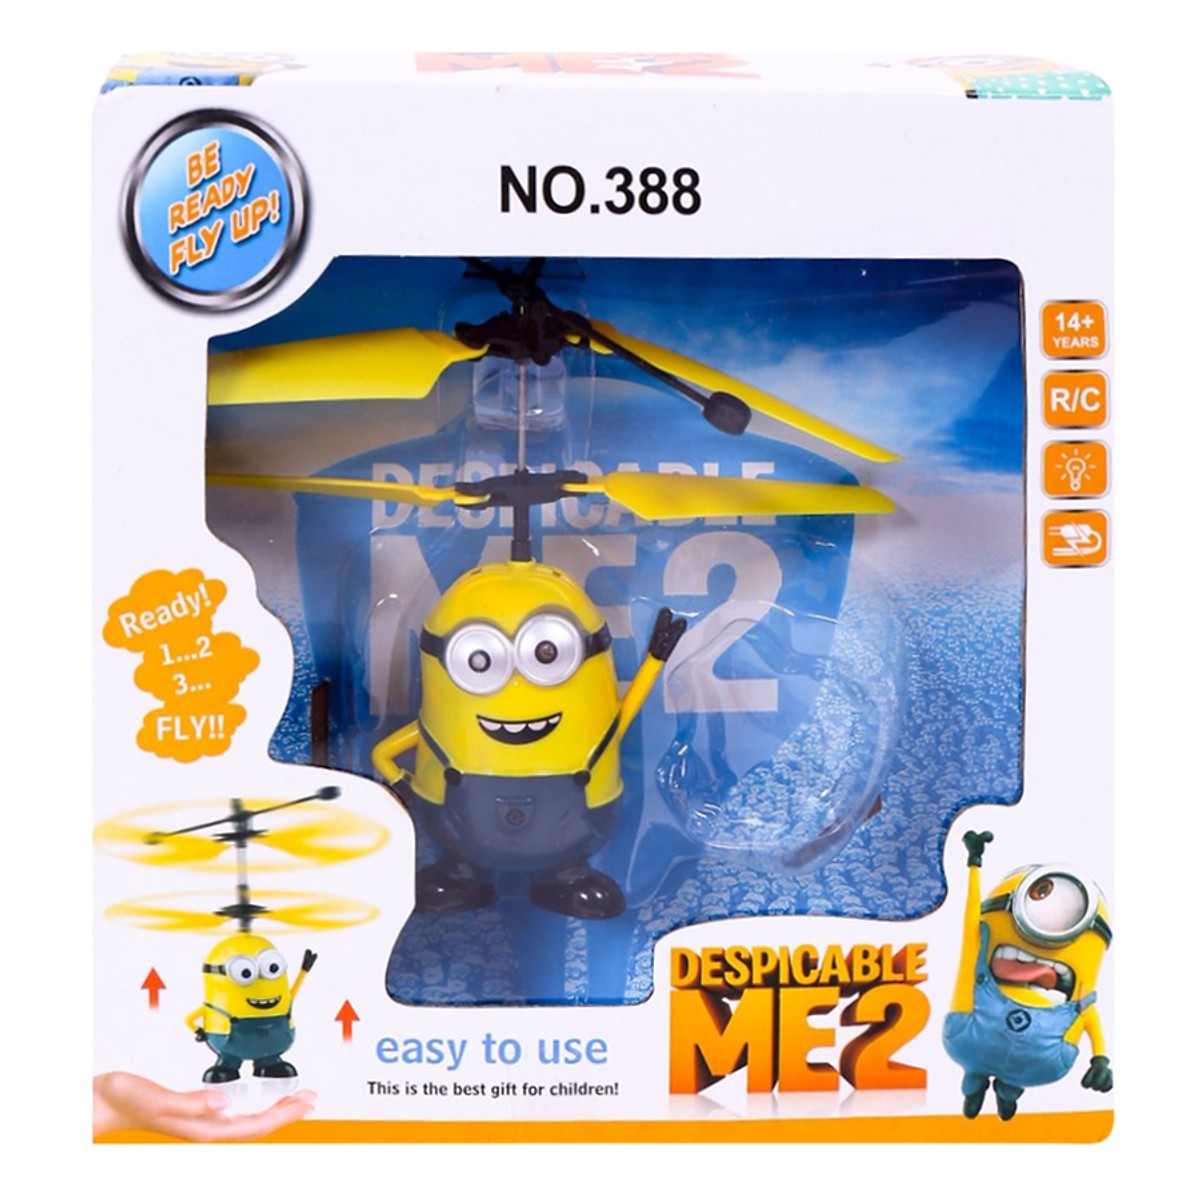 ME2
BE
READY
FLY UP!
NO.388
14+
YEARS
R/C
DESPICABLE
ME2
Ready!
1...2
3...
FLY!!
DESPICABLE
ME2
easy to use
This is the best gift for children!